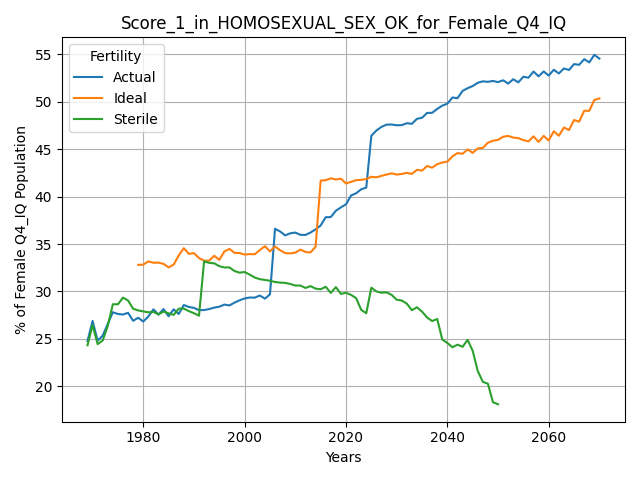 Score_1_in_HOMOSEXUAL_SEX_OK_for_Female_Q4_IQ
% of Female Q4_IQ Population
55
50
45
40
35
30
25
20
Fertility
Actual
Ideal
Sterile
1980
2000
2020
2040
2060
Years